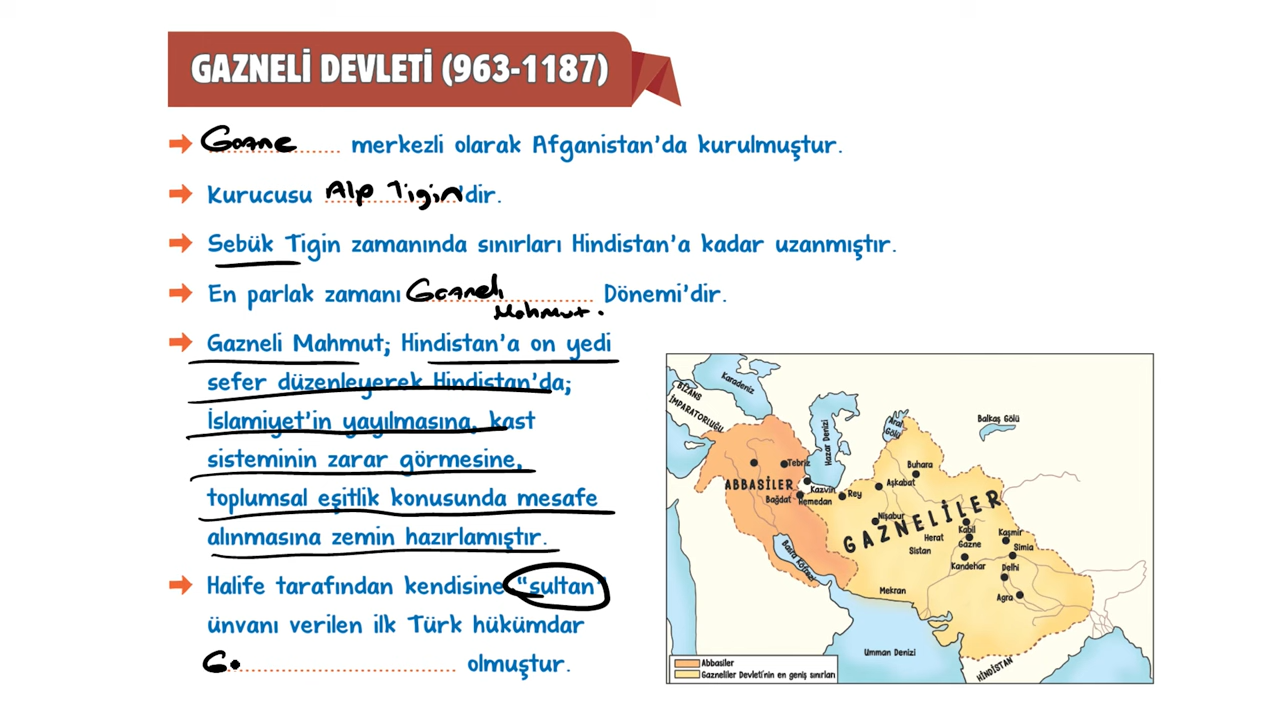 GAZNELİ DEVLETİ (963-1187)
Gazne merkezli olarak Afganistan'da kurulmuştur.
Kurucusu Alp Tigin'dir.
Sebük Tigin zamanında sınırları Hindistan'a kadar uzanmıştır.
En parlak zamanı Gazneli Mahmut. Dönemi'dir.
Gazneli Mahmut; Hindistan'a on yedi
sefer düzenleyerek Hindistan'da;
İslamiyet'in yayılmasına, kast
sisteminin zarar görmesine,
toplumsal eşitlik konusunda mesafe
alınmasına zemin hazırlamıştır.
Halife tarafından kendisine "sultan"
ünvanı verilen ilk Türk hükümdar
G. olmuştur.
BİZANS
İMPARATORLUĞU
Karadeniz
Hazar Denizi
Aral
Gölü
Balkaş Gölü
ABBASİLER
Tebriz
Kazvin
Bağdat
Hemedan
Rey
Aşkabat
Buhara
Nişabur
GAZNELİLER
Herat
Sistan
Kabil
Gazne
Kandehar
Kaşmir
Simia
Delhi
Agra
Mekran
Basra Körfezi
Umman Denizi
HİNDİSTAN
Abbasiler
Gazneliler Devleti'nin en geniş sınırları